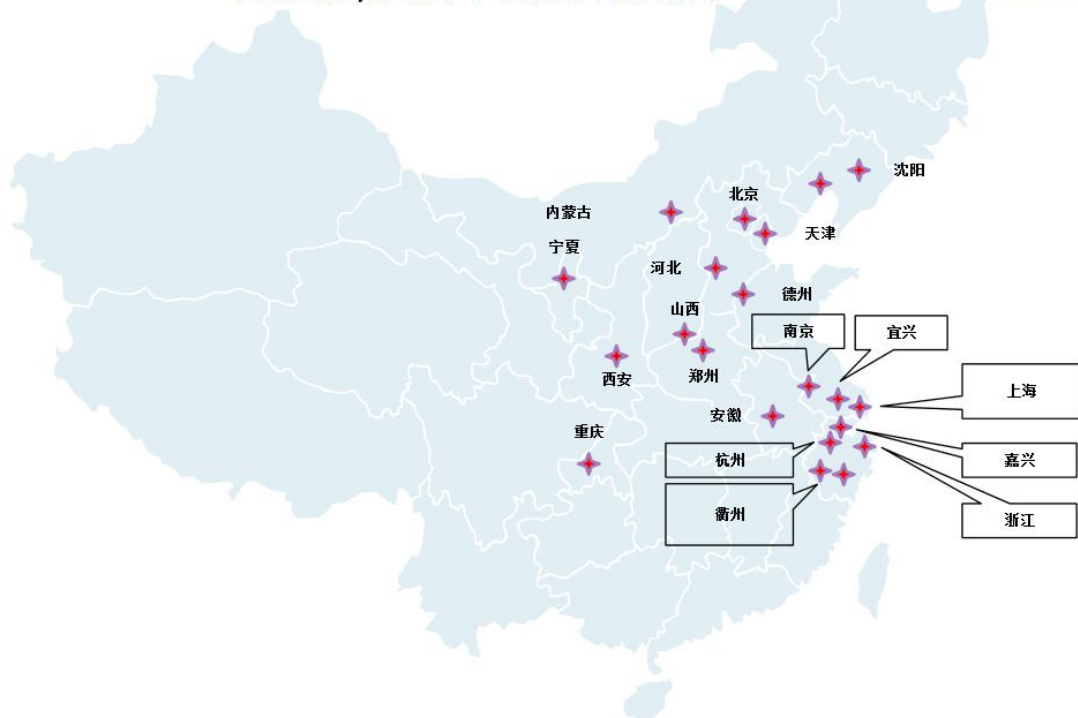 沈阳
北京
内蒙古
天津
宁夏
河北
德州
山西
南京
宜兴
西安
郑州
上海
安徽
重庆
杭州
嘉兴
衢州
浙江